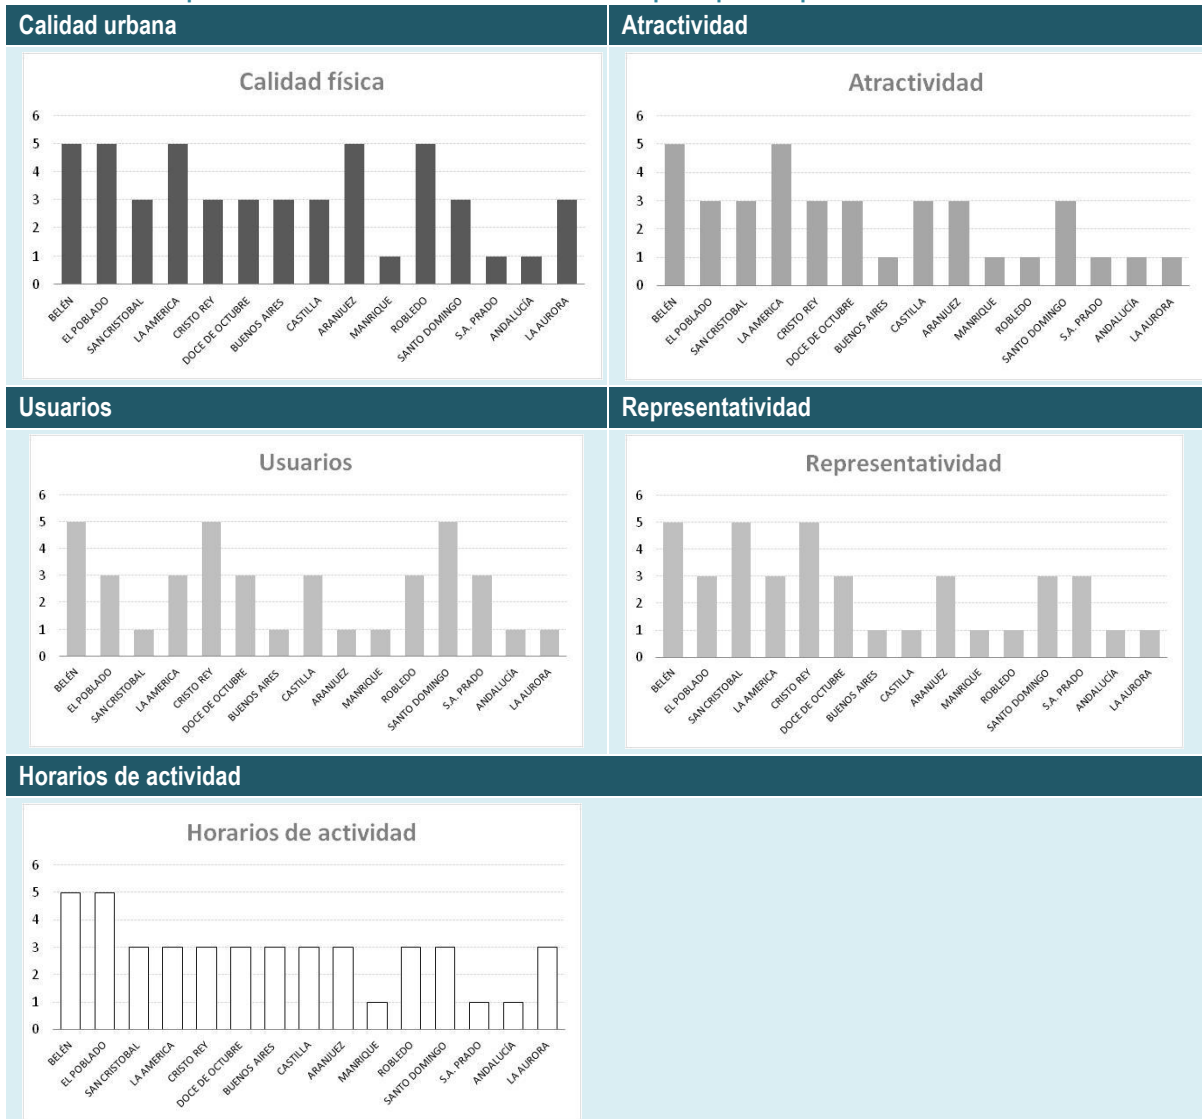 Calidad urbana
Atractividad
Calidad física
6
5
4
3
2
1
0
BELÉN
EL POBLADO
SAN CRISTOBAL
LA AMERICA
CRISTO REY
DOCE DE OCTUBRE
BUENOS AIRES
CASTILLA
ARANJUEZ
MANRIQUE
ROBLEDO
SANTO DOMINGO
S.A. PRADO
ANDALUCÍA
LA AURORA
Atractividad
6
5
4
3
2
1
0
BELÉN
EL POBLADO
SAN CRISTOBAL
LA AMERICA
CRISTO REY
DOCE DE OCTUBRE
BUENOS AIRES
CASTILLA
ARANJUEZ
MANRIQUE
ROBLEDO
SANTO DOMINGO
S.A. PRADO
ANDALUCÍA
LA AURORA
Usuarios
Representatividad
Usuarios
6
5
4
3
2
1
0
BELÉN
EL POBLADO
SAN CRISTOBAL
LA AMERICA
CRISTO REY
DOCE DE OCTUBRE
BUENOS AIRES
CASTILLA
ARANJUEZ
MANRIQUE
ROBLEDO
SANTO DOMINGO
S.A. PRADO
ANDALUCÍA
LA AURORA
Representatividad
6
5
4
3
2
1
0
BELÉN
EL POBLADO
SAN CRISTOBAL
LA AMERICA
CRISTO REY
DOCE DE OCTUBRE
BUENOS AIRES
CASTILLA
ARANJUEZ
MANRIQUE
ROBLEDO
SANTO DOMINGO
S.A. PRADO
ANDALUCÍA
LA AURORA
Horarios de actividad
Horarios de actividad
6
5
4
3
2
1
0
BELÉN
EL POBLADO
SAN CRISTOBAL
LA AMERICA
CRISTO REY
DOCE DE OCTUBRE
BUENOS AIRES
CASTILLA
ARANJUEZ
MANRIQUE
ROBLEDO
SANTO DOMINGO
S.A. PRADO
ANDALUCÍA
LA AURORA